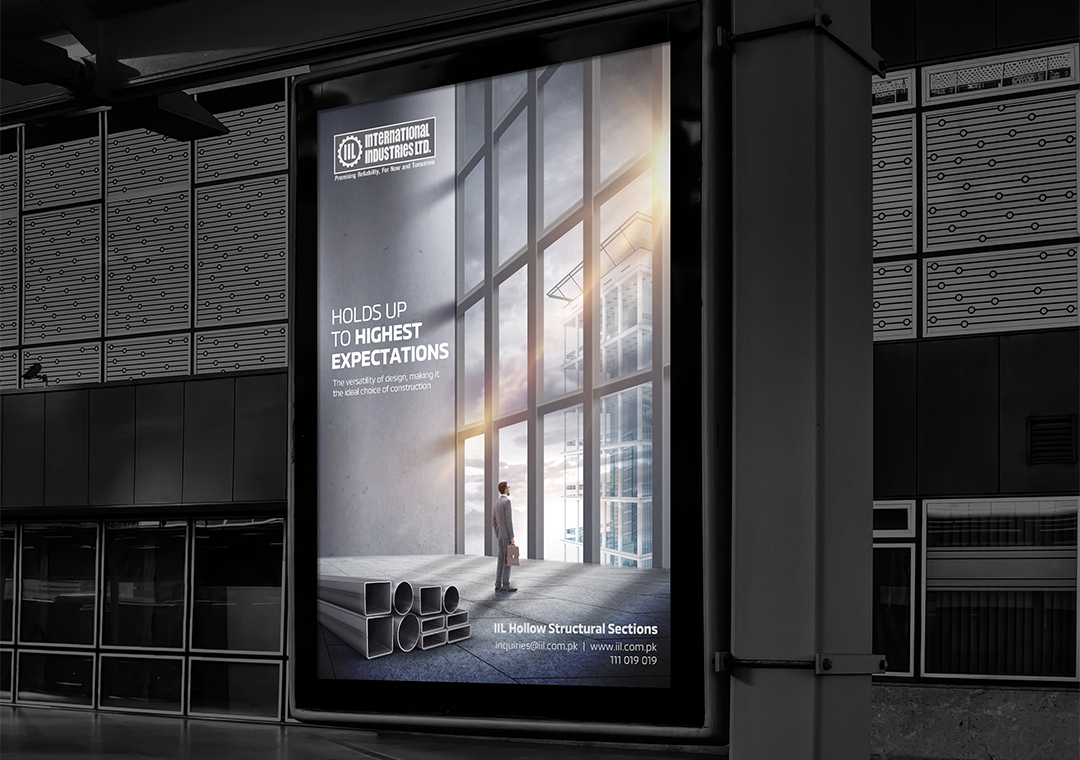 IIL
INTERNATIONAL
INDUSTRIES LTD.
Promising Reliability, For Now and Tomorrow
HOLDS UP
TO HIGHEST
EXPECTATIONS
The versatility of design, making it
the ideal choice of construction
IIL Hollow Structural Sections
inquiries@iil.com.pk | www.iil.com.pk
111 019 019